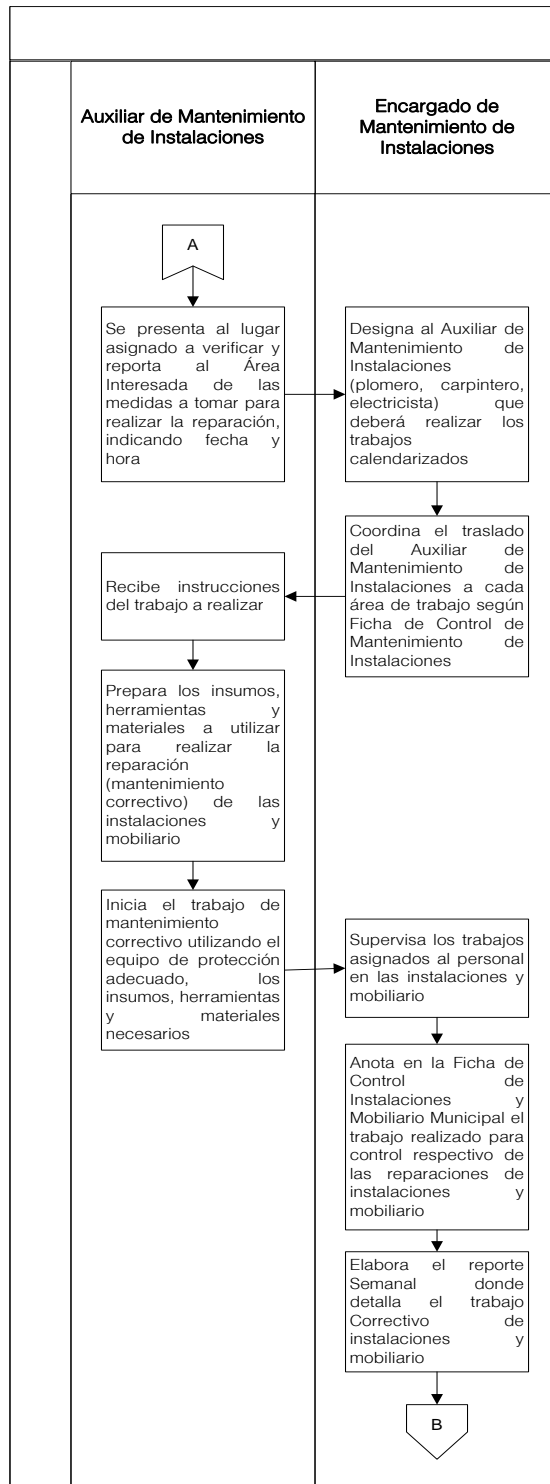 Auxiliar de Mantenimiento
de Instalaciones
Encargado de
Mantenimiento de
Instalaciones
A
Se presenta al lugar
asignado a verificar y
reporta al Área
Interesada de las
medidas a tomar para
realizar la reparación,
indicando fecha y
hora
Designa al Auxiliar de
Mantenimiento de
Instalaciones
(plomero, carpintero,
electricista) que
deberá realizar los
trabajos
calendarizados
Coordina el traslado
del Auxiliar de
Mantenimiento de
Instalaciones a cada
área de trabajo según
Ficha de Control de
Mantenimiento de
Instalaciones
Recibe instrucciones
del trabajo a realizar
Prepara los insumos,
herramientas y
materiales a utilizar
para realizar la
reparación
(mantenimiento
correctivo) de las
instalaciones y
mobiliario
Inicia el trabajo de
mantenimiento
correctivo utilizando el
equipo de protección
adecuado, los
insumos, herramientas
y materiales
necesarios
Supervisa los trabajos
asignados al personal
en las instalaciones y
mobiliario
Anota en la Ficha de
Control de
Instalaciones y
Mobiliario Municipal el
trabajo realizado para
control respectivo de
las reparaciones de
instalaciones y
mobiliario
Elabora el reporte
Semanal donde
detalla el trabajo
Correctivo de
instalaciones y
mobiliario
B